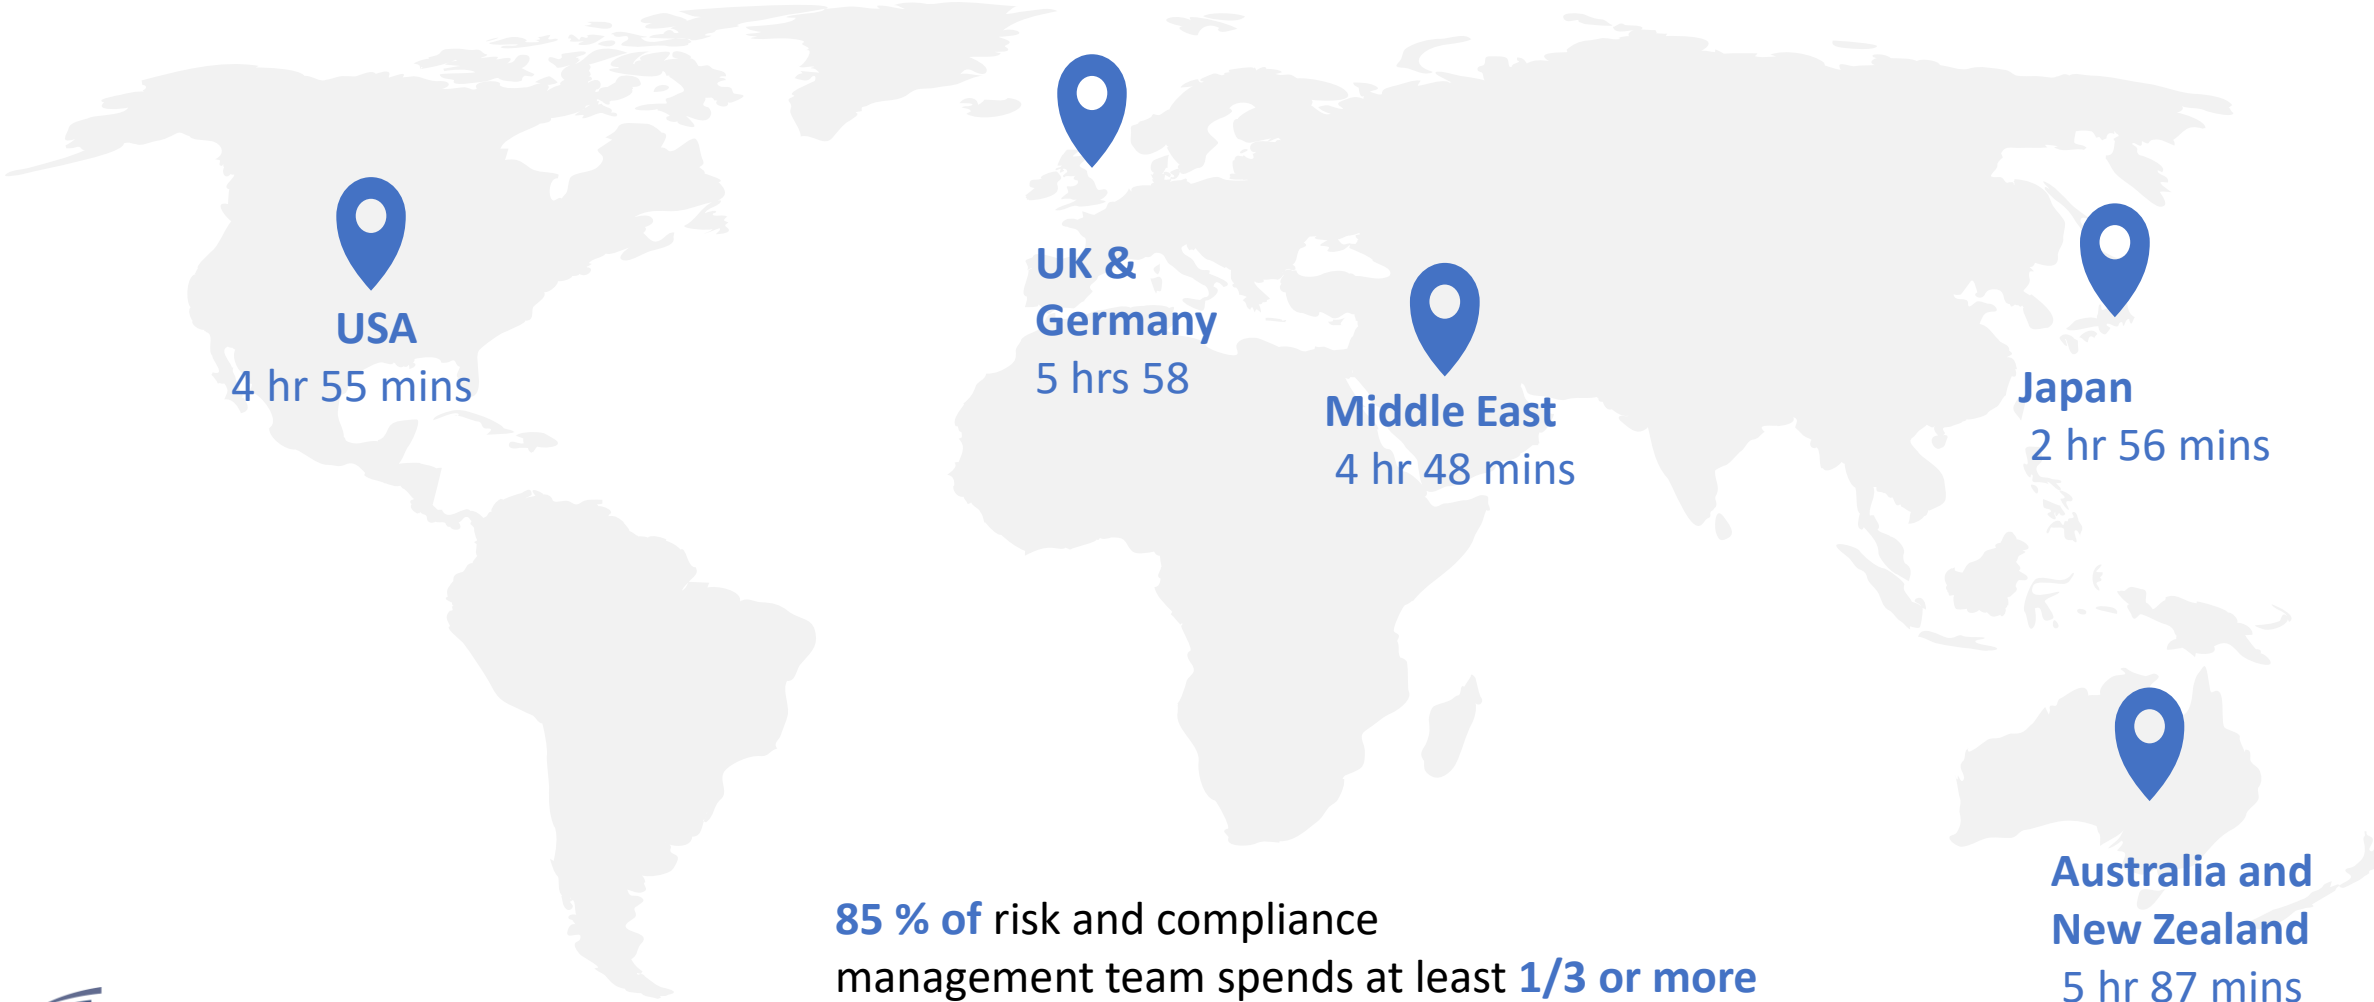 USA
4 hr 55 mins
UK &
Germany
5 hrs 58
Middle East
4 hr 48 mins
Japan
2 hr 56 mins
Australia and
New Zealand
5 hr 87 mins
85 % of risk and compliance
management team spends at least 1/3 or more